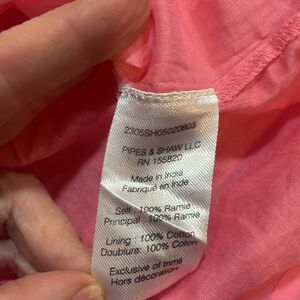 2305SH05020803
PIPES & SHAW LLC
RN 155820
Made in India
Fabriqué en Inde
Self : 100% Ramie
Principal : 100% Ramie
Lining : 100% Cotton
Doublure: 100% Coton
Exclusive of trims
Hors décoration